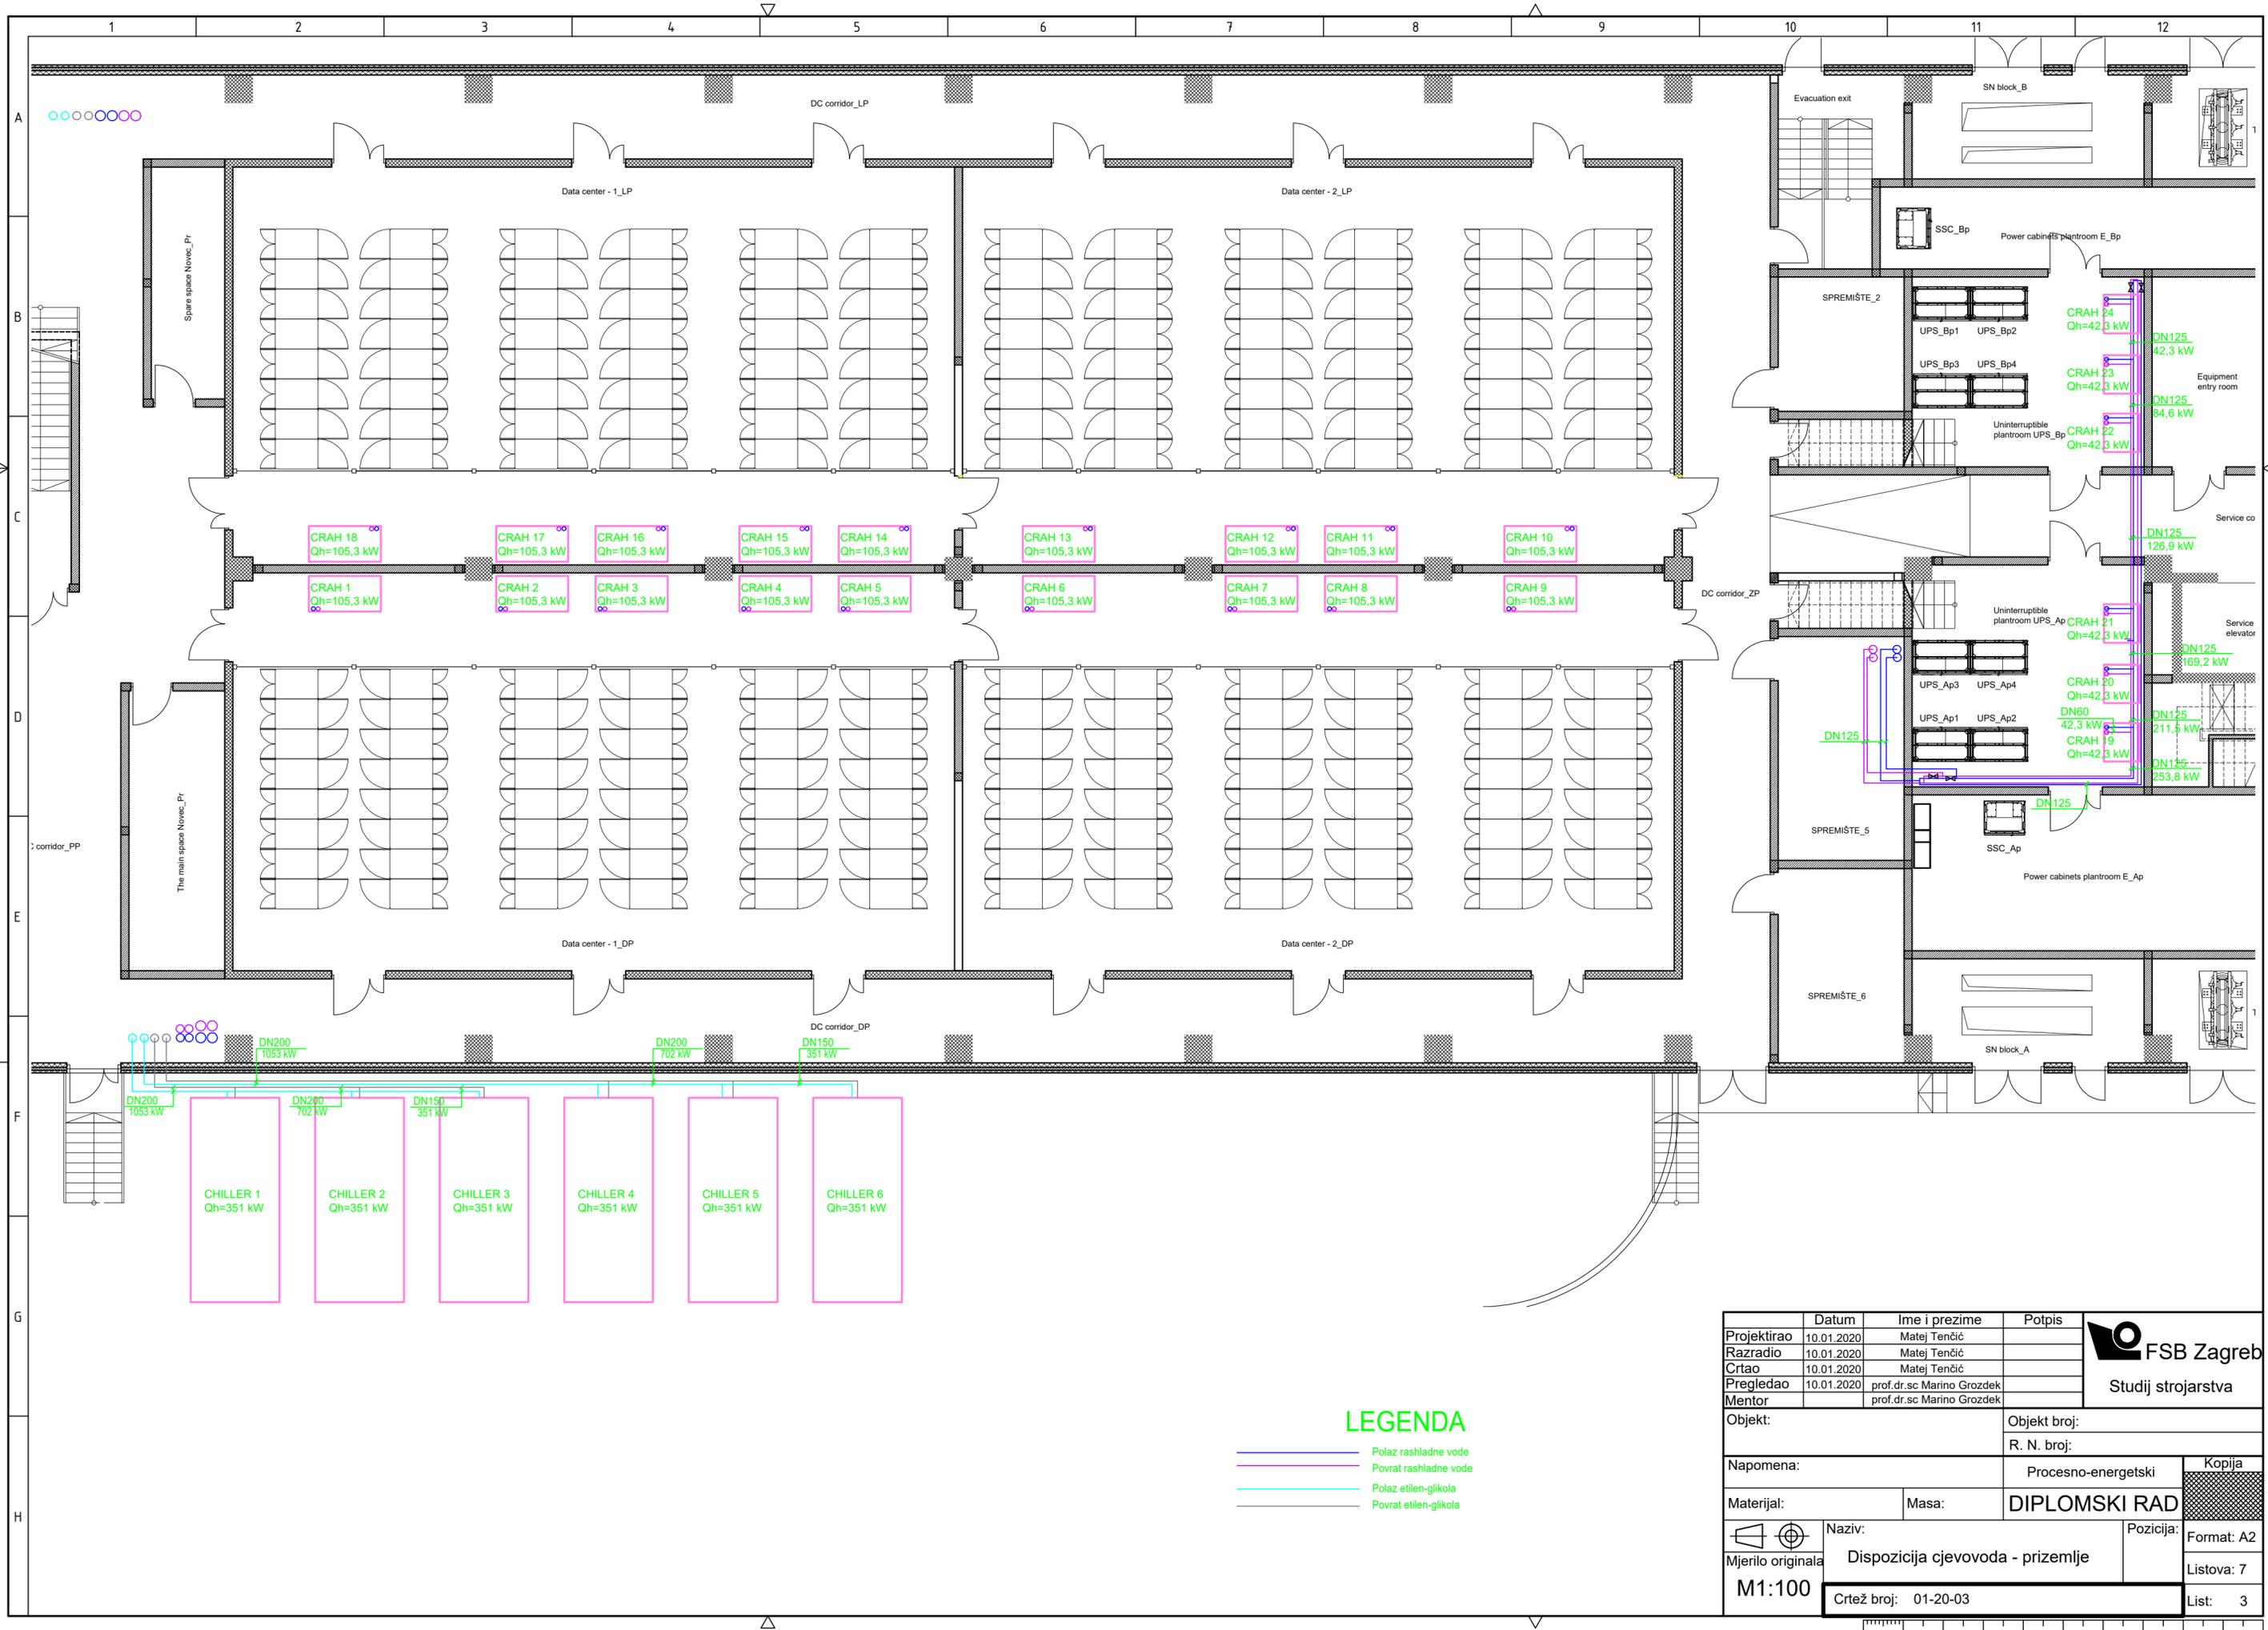 1 2 3 4 5 6 7 8 9 10 11 12
A
B
C
D
E
F
G
H
DC corridor_LP
Evacuation exit
SN block_B
Data center - 1_LP
Data center - 2_LP
Spare space Novec_Pr
SSC_Bp
Power cabinets plantroom E_Bp
SPREMIŠTE_2
UPS_Bp1 UPS_Bp2
UPS_Bp3 UPS_Bp4
CRAH 24
Qh=42,3 kW
DN125
42,3 kW
CRAH 23
Qh=42,3 kW
Equipment
entry room
DN125
84,6 kW
Uninterruptible
plantroom UPS_Bp
CRAH 22
Qh=42,3 kW
Service co
DN125
126,9 kW
CRAH 18
Qh=105,3 kW
CRAH 17
Qh=105,3 kW
CRAH 16
Qh=105,3 kW
CRAH 15
Qh=105,3 kW
CRAH 14
Qh=105,3 kW
CRAH 13
Qh=105,3 kW
CRAH 12
Qh=105,3 kW
CRAH 11
Qh=105,3 kW
CRAH 10
Qh=105,3 kW
CRAH 1
Qh=105,3 kW
CRAH 2
Qh=105,3 kW
CRAH 3
Qh=105,3 kW
CRAH 4
Qh=105,3 kW
CRAH 5
Qh=105,3 kW
CRAH 6
Qh=105,3 kW
CRAH 7
Qh=105,3 kW
CRAH 8
Qh=105,3 kW
CRAH 9
Qh=105,3 kW
DC corridor_ZP
Uninterruptible
plantroom UPS_Ap
CRAH 21
Qh=42,3 kW
Service
elevator
DN125
169,2 kW
UPS_Ap3 UPS_Ap4
CRAH 20
Qh=42,3 kW
DN60
42,3 kW
DN125
211,5 kW
UPS_Ap1 UPS_Ap2
CRAH 19
Qh=42,3 kW
DN125
DN125
253,8 kW
DN125
SPREMIŠTE_5
SSC_Ap
Power cabinets plantroom E_Ap
The main space Novec_Pr
C corridor_PP
Data center - 1_DP
Data center - 2_DP
SPREMIŠTE_6
DC corridor_DP
SN block_A
DN200
1053 kW
DN200
702 kW
DN150
351 kW
DN200
1053 kW
DN200
702 kW
DN150
351 kW
CHILLER 1
Qh=351 kW
CHILLER 2
Qh=351 kW
CHILLER 3
Qh=351 kW
CHILLER 4
Qh=351 kW
CHILLER 5
Qh=351 kW
CHILLER 6
Qh=351 kW
LEGENDA
Polaz rashladne vode
Povrat rashladne vode
Polaz etilen-glikola
Povrat etilen-glikola
Datum Ime i prezime Potpis
Projektirao 10.01.2020 Matej Tenčić
Razradio 10.01.2020 Matej Tenčić
Crtao 10.01.2020 Matej Tenčić
Pregledao 10.01.2020 prof.dr.sc Marino Grozdek
Mentor prof.dr.sc Marino Grozdek
FSB Zagreb
Studij strojarstva
Objekt:
Objekt broj:
R. N. broj:
Napomena:
Procesno-energetski
Kopija
Materijal:
Masa:
DIPLOMSKI RAD
Naziv:
Pozicija:
Format: A2
Mjerilo originala
Dispozicija cjevovoda - prizemlje
Listova: 7
M1:100
Crtež broj: 01-20-03
List: 3